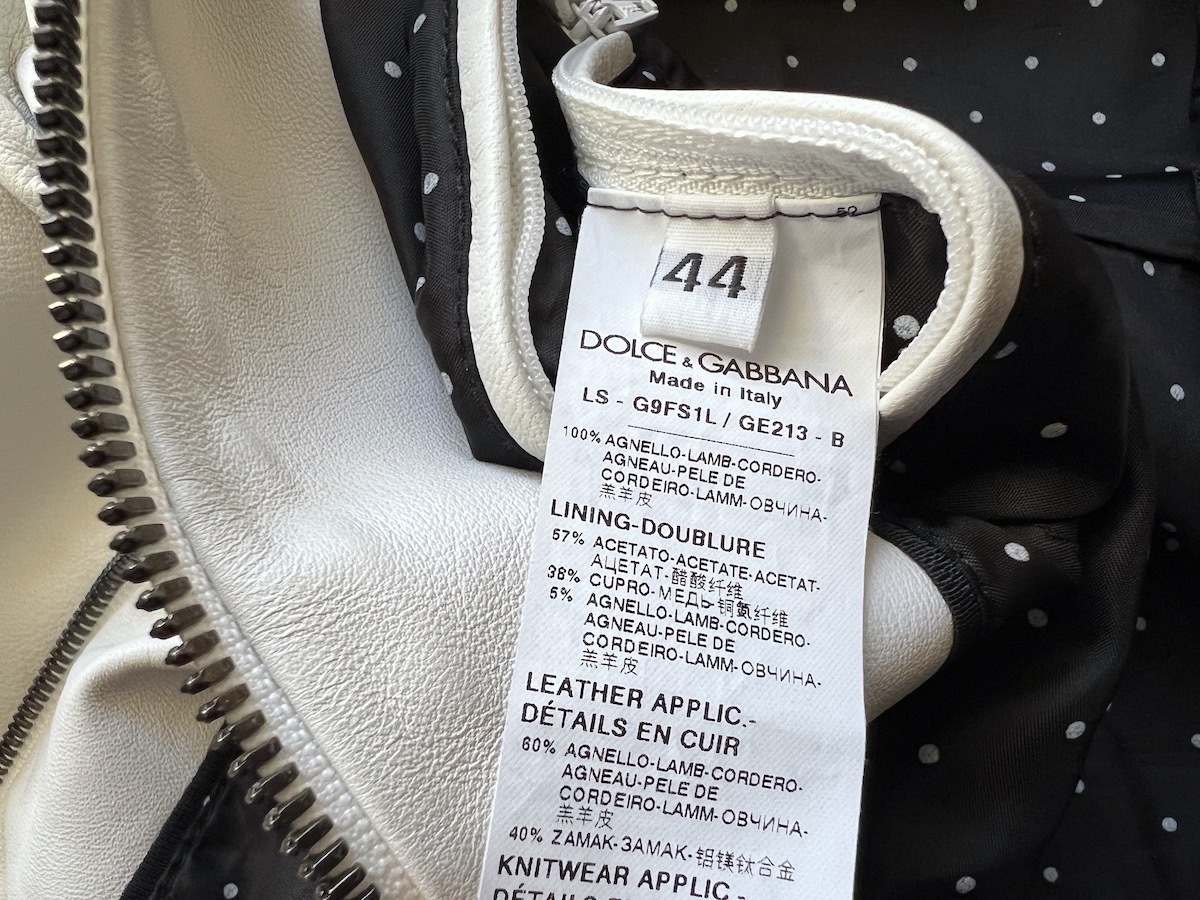 52
44
DOLCE & GABBANA
Made in Italy
LS - G9FS1L / GE213 - B
100% AGNELLO-LAMB-CORDERO-
AGNEAU-PELE DE
CORDEIRO-LAMM-ОВЧИНА-
羔羊皮
LINING-DOUBLURE
57% ACETATO-ACETATE-ACETAT-
АЦЕТАТ-醋酸纤维
38% CUPRO-МЕДЬ-铜氨纤维
5% AGNELLO-LAMB-CORDERO-
AGNEAU-PELE DE
CORDEIRO-LAMM-ОВЧИНА-
羔羊皮
LEATHER APPLIC.-
DÉTAILS EN CUIR
60% AGNELLO-LAMB-CORDERO-
AGNEAU-PELE DE
CORDEIRO-LAMM-ОВЧИНА-
羔羊皮
40% ZAMAK-ЗАМАК-铝镁钛合金
KNITWEAR APPLIC.-
DÉTAILS